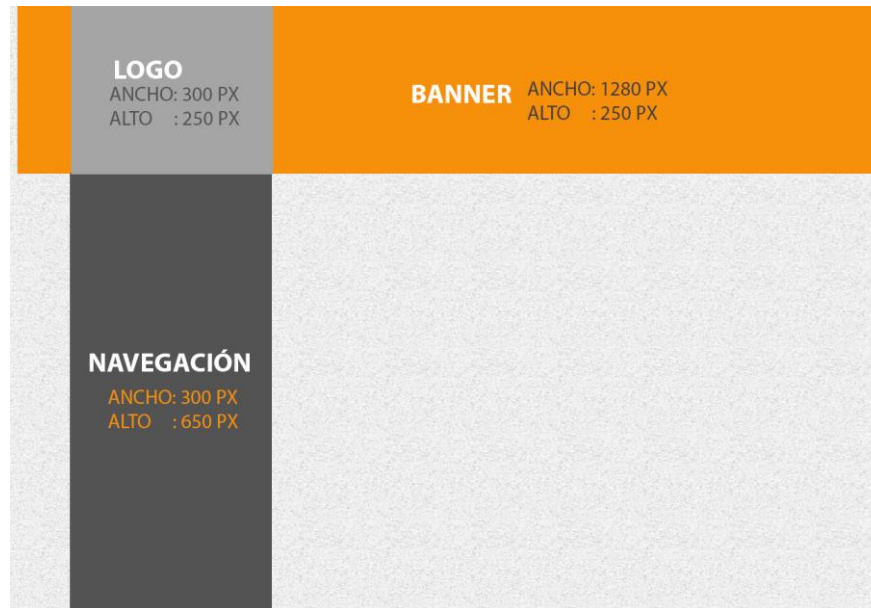 LOGO
ANCHO: 300 PX
ALTO : 250 PX
BANNER
ANCHO: 1280 PX
ALTO : 250 PX
NAVEGACIÓN
ANCHO: 300 PX
ALTO : 650 PX